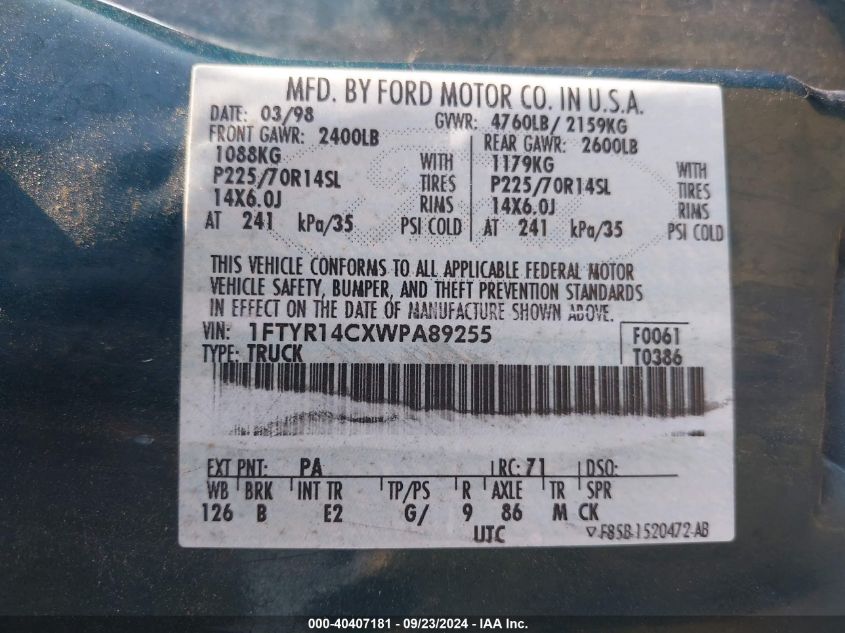 MFD. BY FORD MOTOR CO. IN U.S.A.
DATE: 03/98 GVWR: 4760LB/ 2159KG
FRONT GAWR: 2400LB REAR GAWR: 2600LB
1088KG WITH 1179KG WITH
P225/70R14SL TIRES P225/70R14SL TIRES
14X6.0J RIMS 14X6.0J RIMS
AT 241 kPa/35 PSI COLD AT 241 kPa/35 PSI COLD
THIS VEHICLE CONFORMS TO ALL APPLICABLE FEDERAL MOTOR
VEHICLE SAFETY, BUMPER, AND THEFT PREVENTION STANDARDS
IN EFFECT ON THE DATE OF MANUFACTURE SHOWN ABOVE.
VIN: 1FTYR14CXWPA89255 F0061
TYPE: TRUCK T0386
EXT PNT: PA RC: 71 DSO:
WB BRK INT TR TP/PS R AXLE TR SPR
126 B E2 G/ 9 86 M CK
UTC ▽F85B-1520472-AB
000-40407181 - 09/23/2024 - IAA Inc.